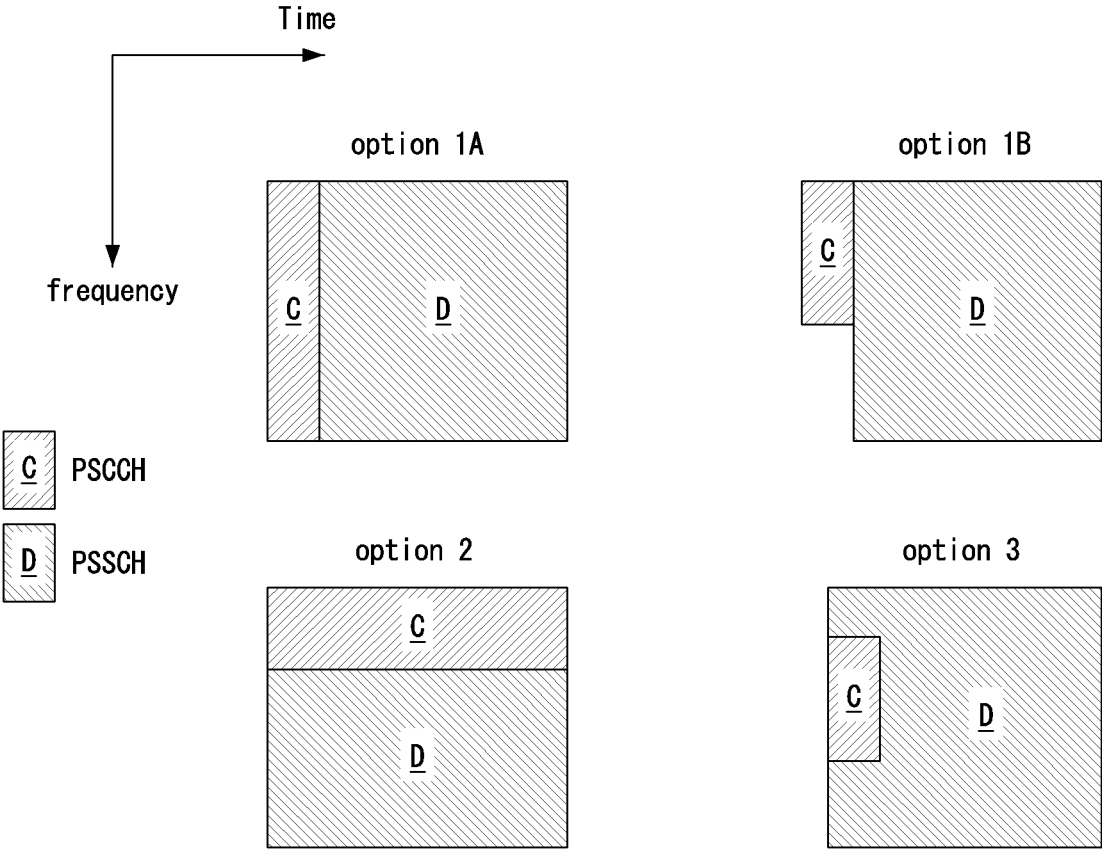 Time
frequency
option 1A
C
D
option 1B
C
D
C PSCCH
D PSSCH
option 2
C
D
option 3
C
D